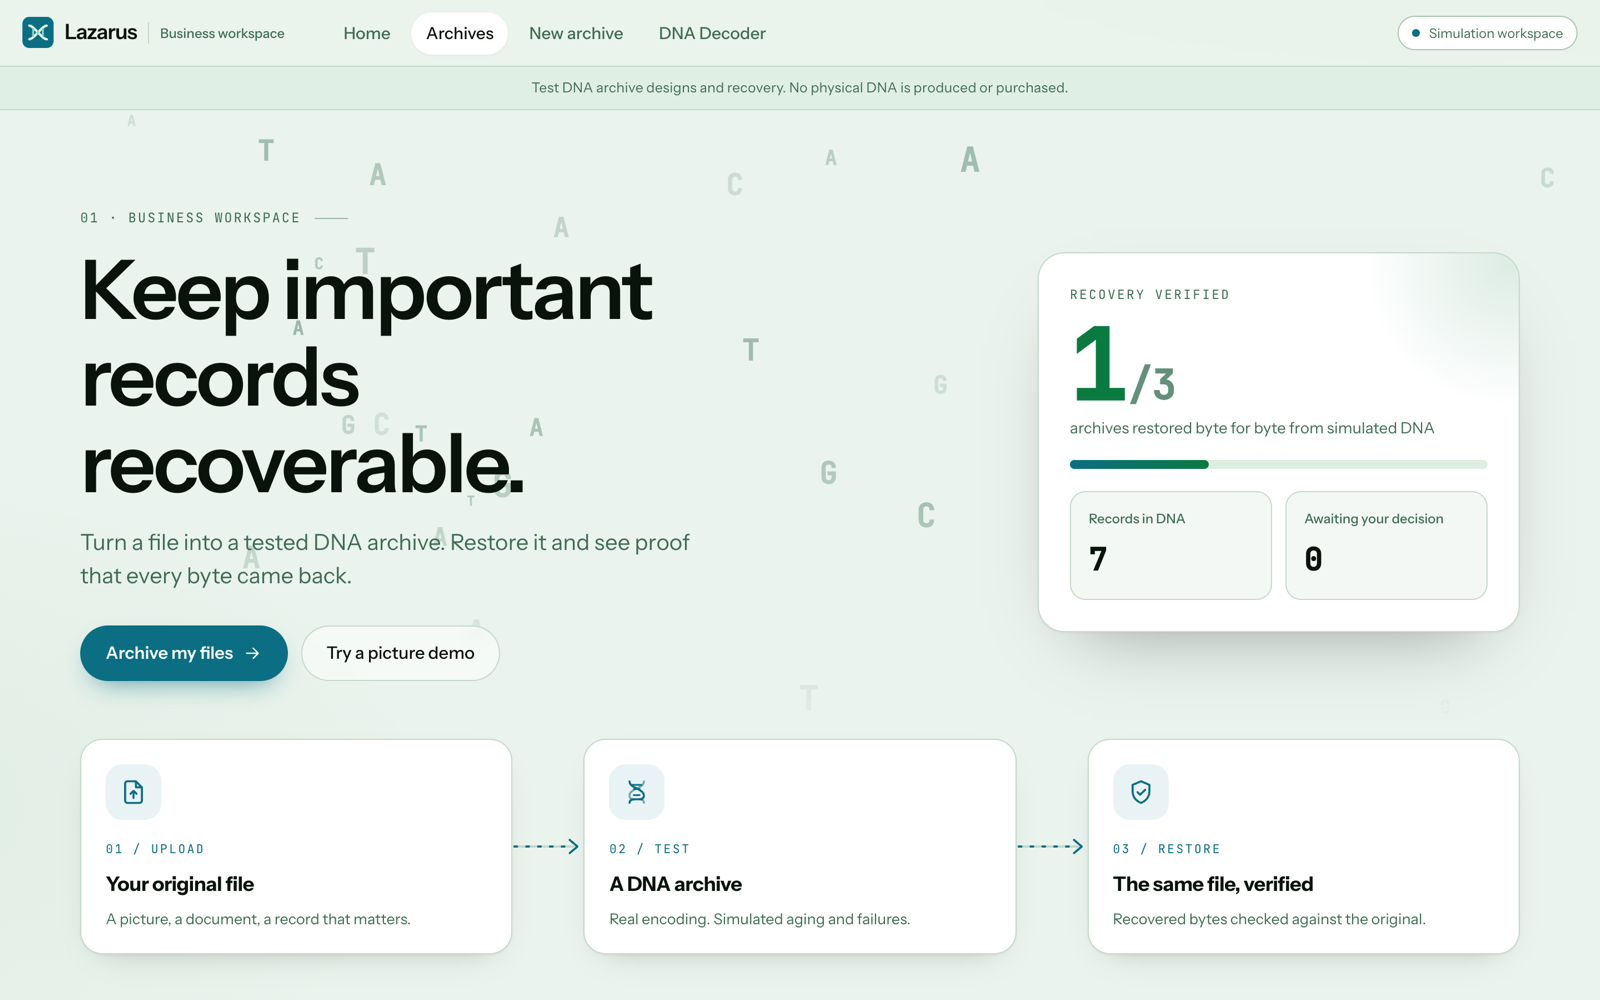 Lazarus
Business workspace
Home
Archives
New archive
DNA Decoder
Simulation workspace
Test DNA archive designs and recovery. No physical DNA is produced or purchased.
A
T
A
C
A
A
C
01 · BUSINESS WORKSPACE
A
C
T
Keep important
A
records
T
G
G
C
T
A
recoverable.
G
T
G
C
A
Turn a file into a tested DNA archive. Restore it and see proof
A
that every byte came back.
A
Archive my files
Try a picture demo
T
RECOVERY VERIFIED
1/3
archives restored byte for byte from simulated DNA
Records in DNA
7
Awaiting your decision
0
01 / UPLOAD
Your original file
A picture, a document, a record that matters.
02 / TEST
A DNA archive
Real encoding. Simulated aging and failures.
03 / RESTORE
The same file, verified
Recovered bytes checked against the original.